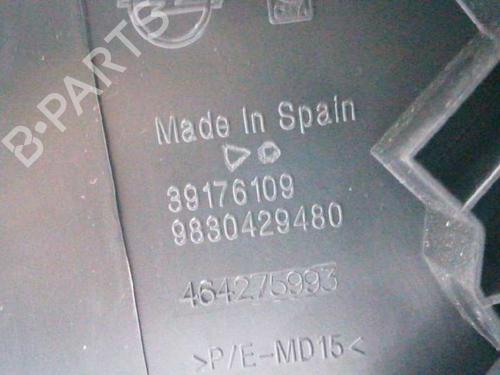 B-PARTS
Made In Spain
39176109
9830429480
464275993
>P/E-MD15<